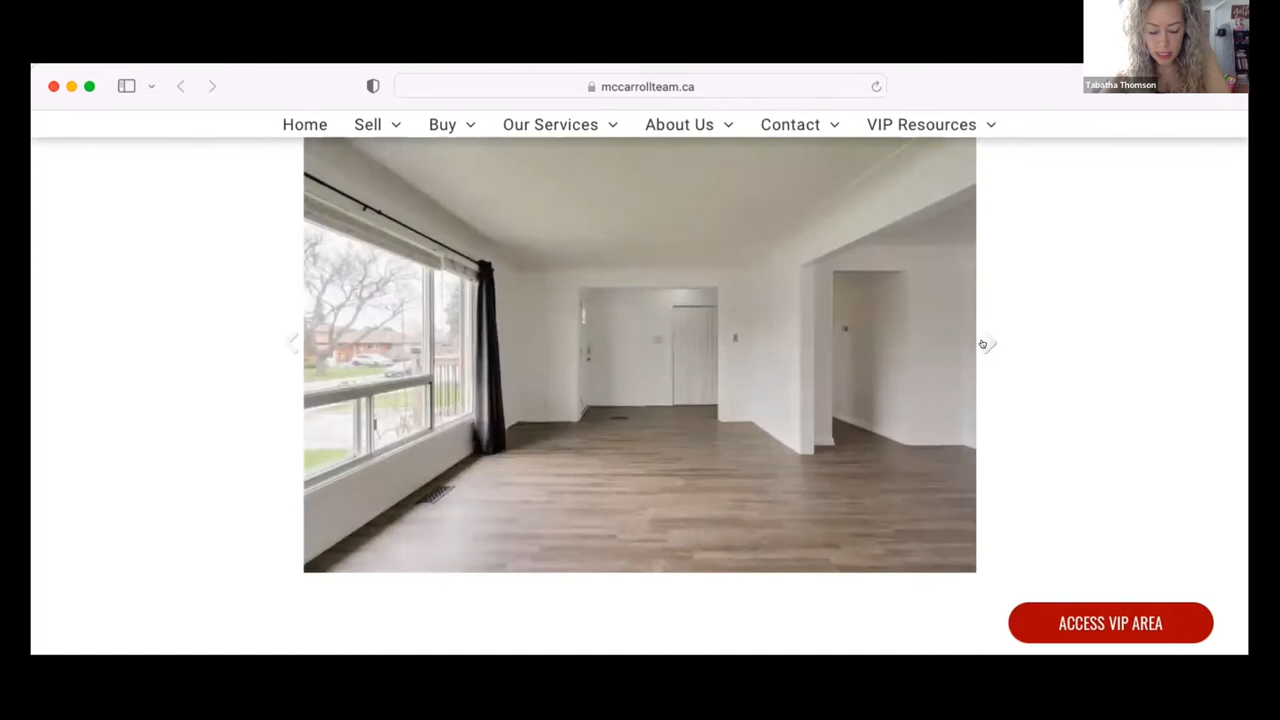 Tabatha Thomson
mccarrollteam.ca
Home Sell Buy Our Services About Us Contact VIP Resources
ACCESS VIP AREA